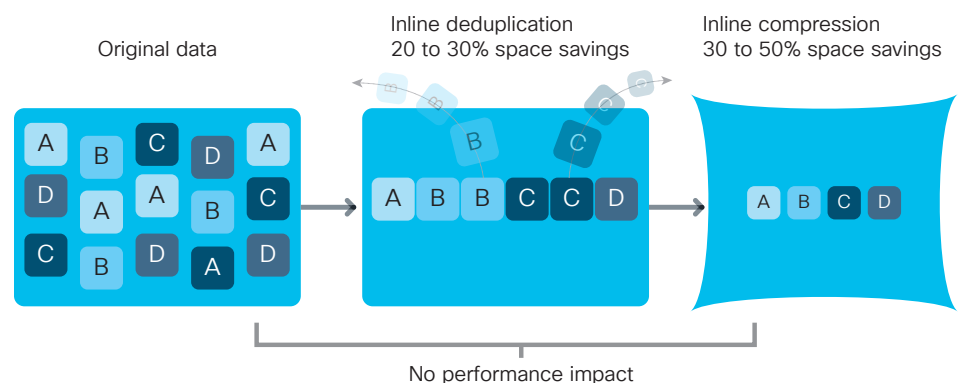 Original data
Inline deduplication
20 to 30% space savings
Inline compression
30 to 50% space savings
A B C D A
D A A B C
C B D A D
B B B
C C C
A B B C C D
A B C D
No performance impact